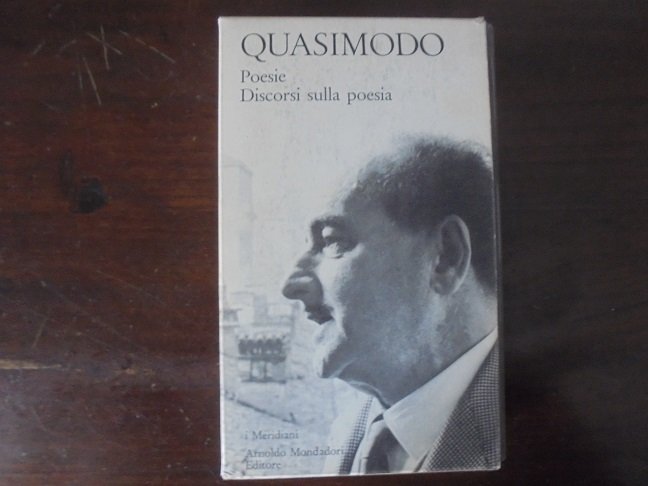 QUASIMODO
Poesie
Discorsi sulla poesia
i Meridiani
Arnoldo Mondadori
Editore